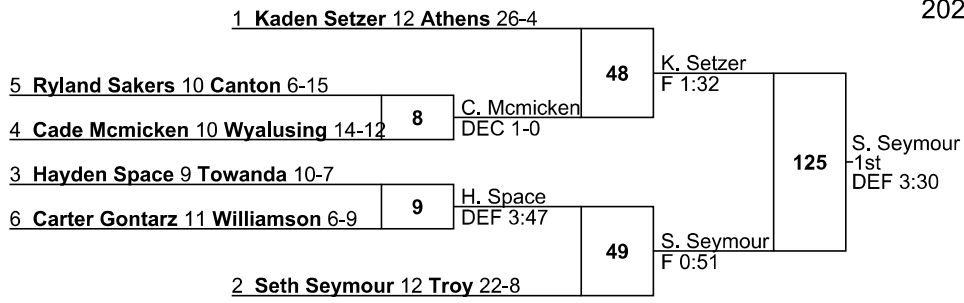 202
1 Kaden Setzer 12 Athens 26-4
48
K. Setzer
F 1:32
5 Ryland Sakers 10 Canton 6-15
8
C. Mcmicken
DEC 1-0
4 Cade Mcmicken 10 Wyalusing 14-12
125
S. Seymour
1st
DEF 3:30
3 Hayden Space 9 Towanda 10-7
9
H. Space
DEF 3:47
6 Carter Gontarz 11 Williamson 6-9
49
S. Seymour
F 0:51
2 Seth Seymour 12 Troy 22-8